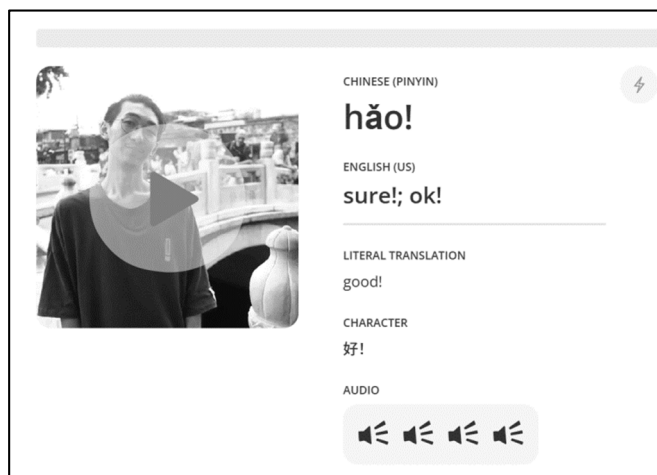 CHINESE (PINYIN)
hǎo!
ENGLISH (US)
sure!; ok!
LITERAL TRANSLATION
good!
CHARACTER
好!
AUDIO